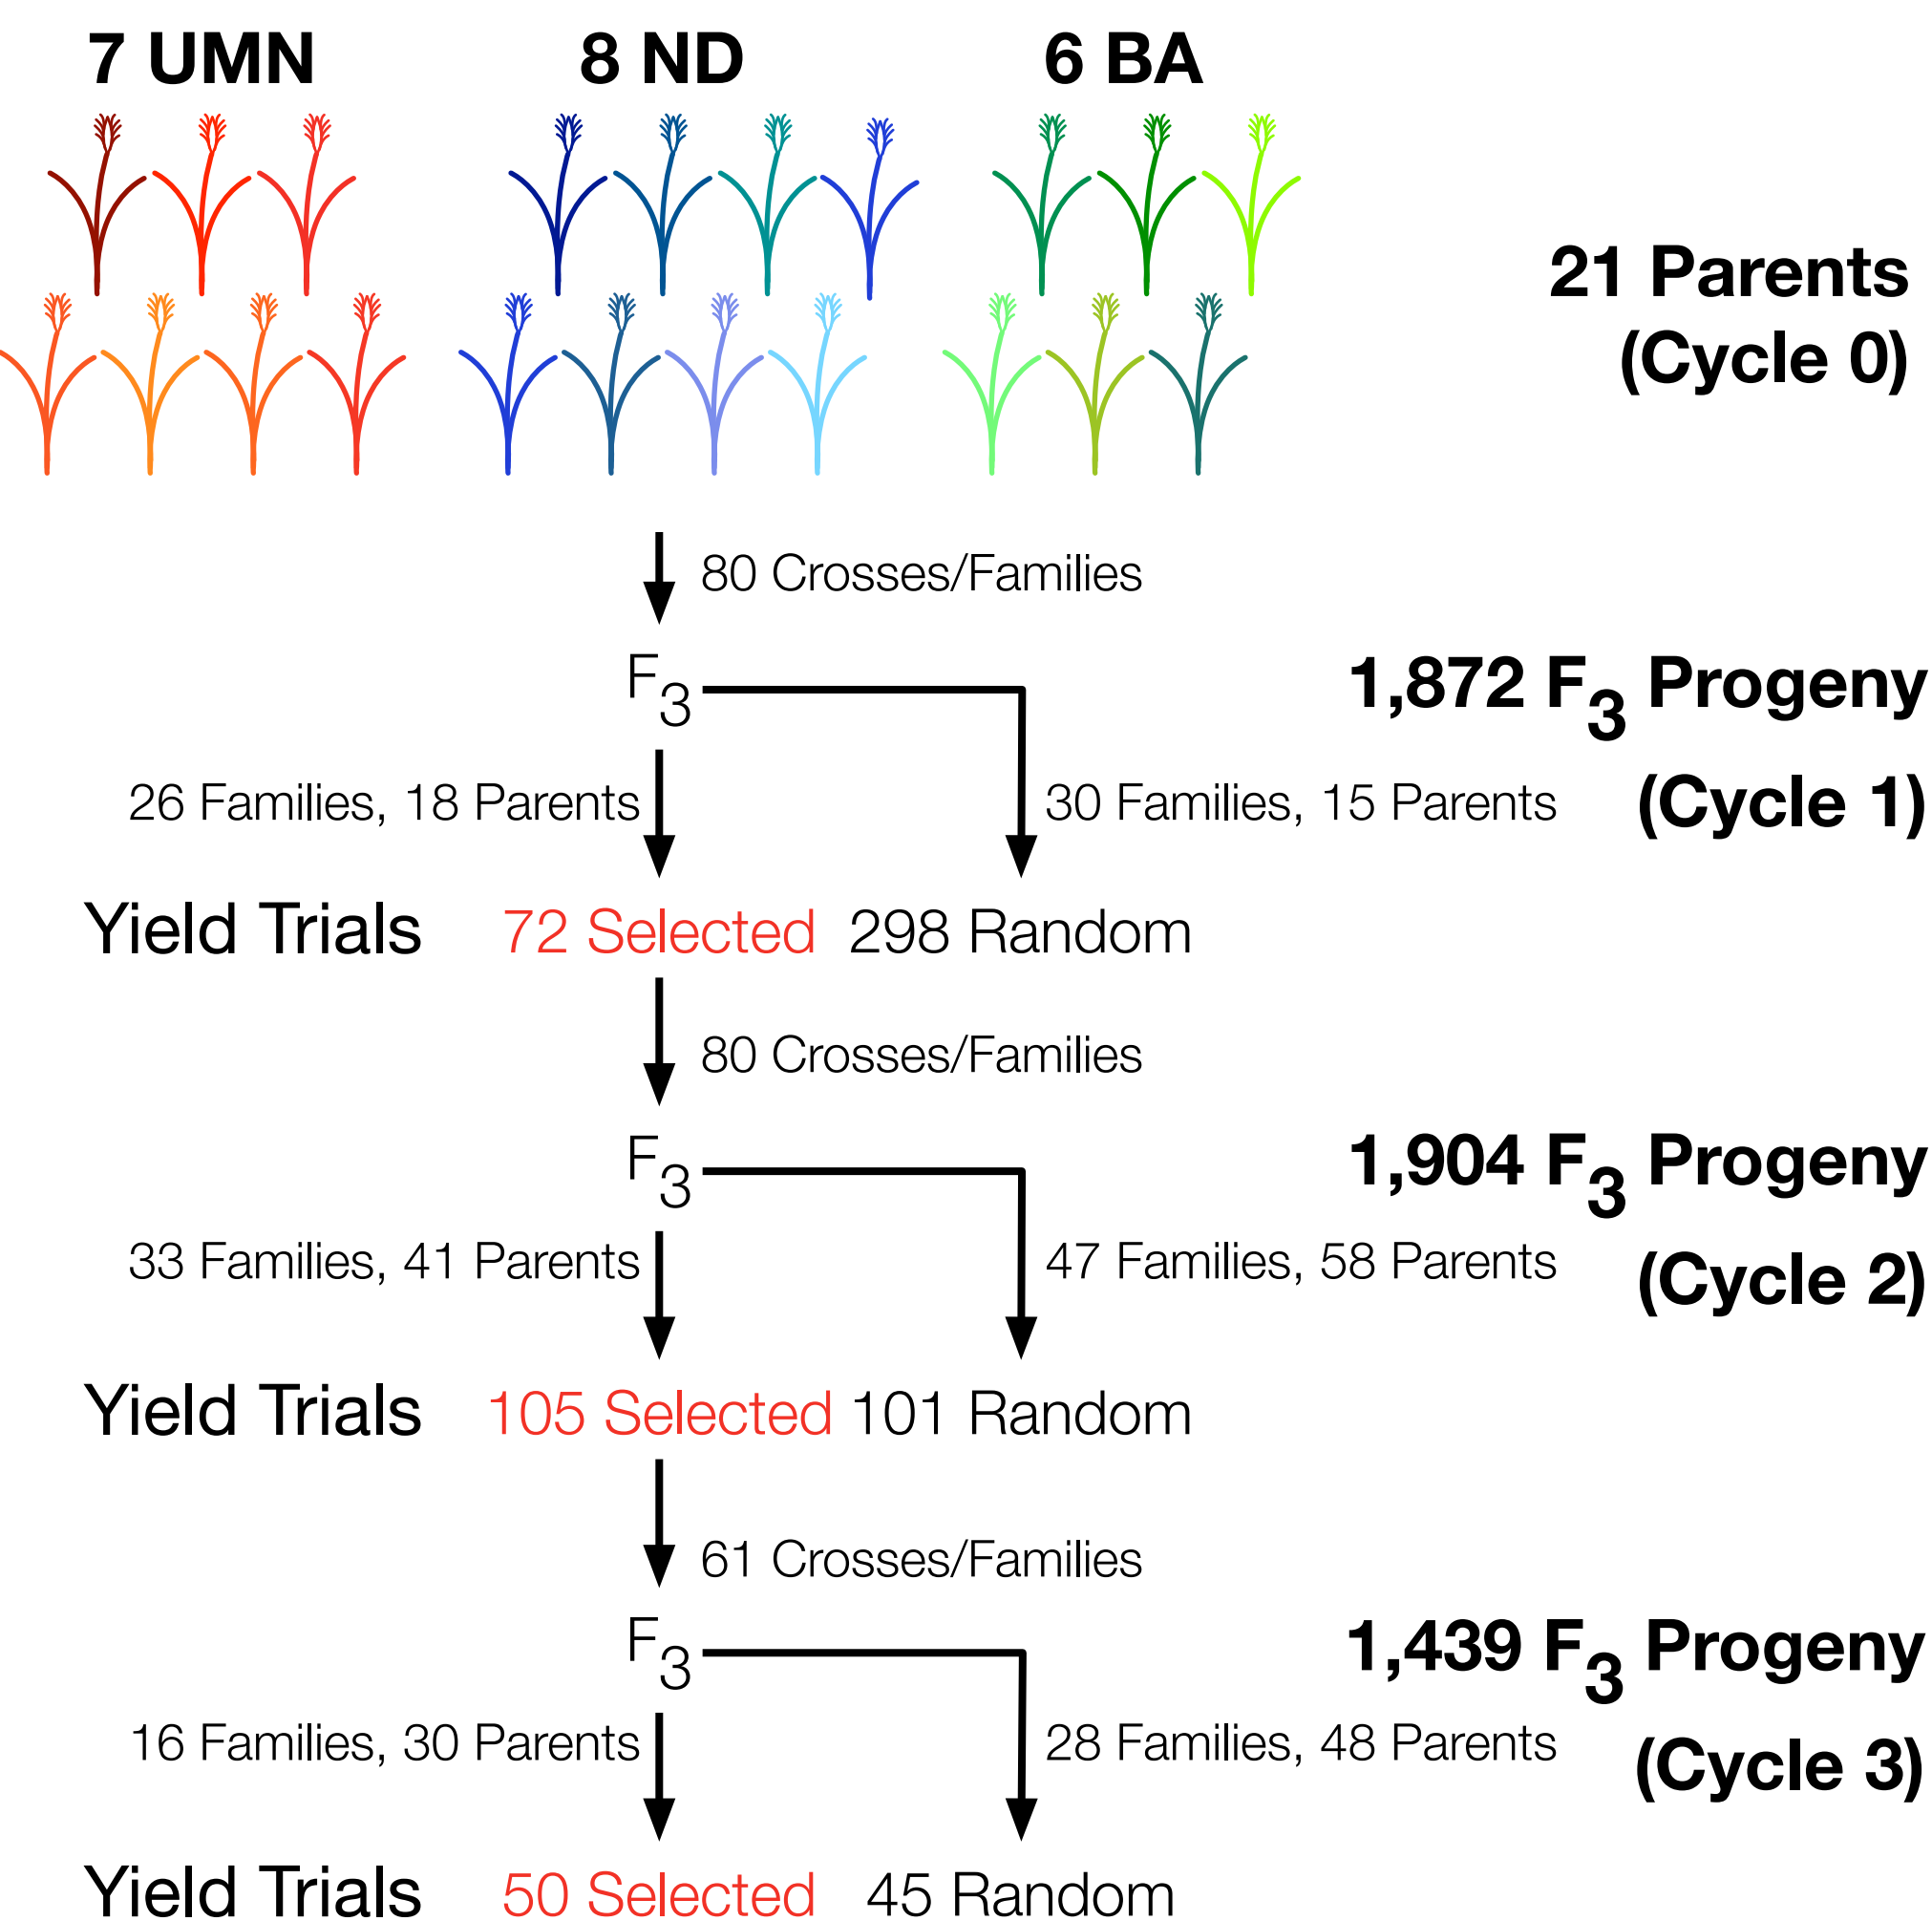 7 UMN 8 ND 6 BA
21 Parents
(Cycle 0)
80 Crosses/Families
F3
1,872 F3 Progeny
26 Families, 18 Parents
30 Families, 15 Parents
(Cycle 1)
Yield Trials 72 Selected 298 Random
80 Crosses/Families
F3
1,904 F3 Progeny
33 Families, 41 Parents
47 Families, 58 Parents
(Cycle 2)
Yield Trials 105 Selected 101 Random
61 Crosses/Families
F3
1,439 F3 Progeny
16 Families, 30 Parents
28 Families, 48 Parents
(Cycle 3)
Yield Trials 50 Selected 45 Random